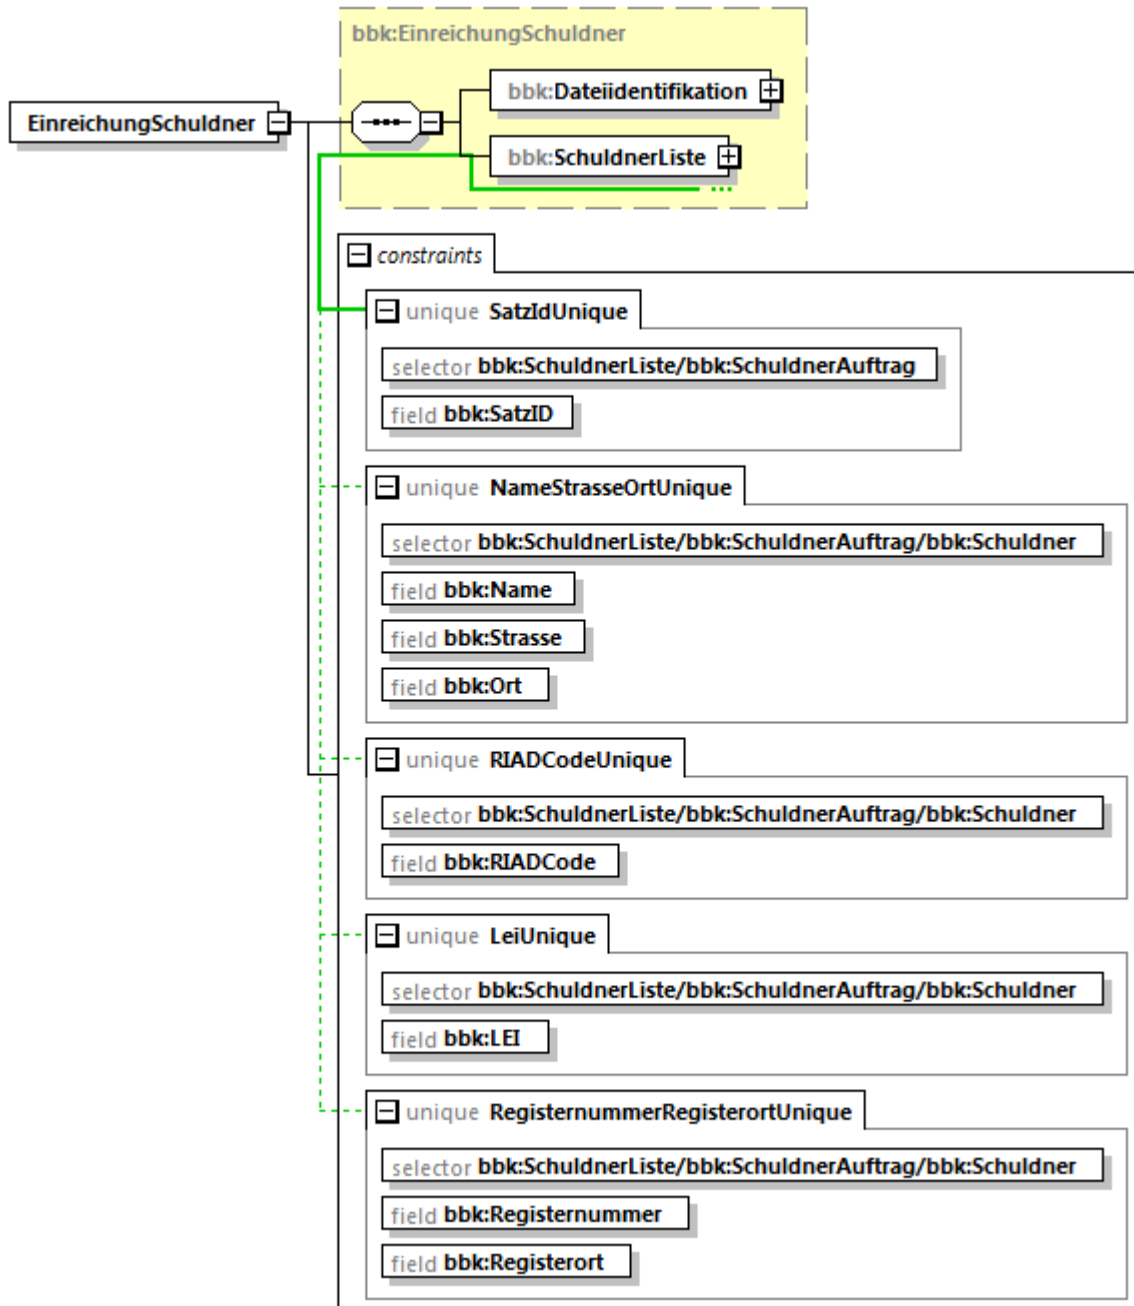 bbk:EinreichungSchuldner
bbk:Dateiidentifikation
EinreichungSchuldner
bbk:SchuldnerListe
constraints
unique SatzIdUnique
selector bbk:SchuldnerListe/bbk:SchuldnerAuftrag
field bbk:SatzID
unique NameStrasseOrtUnique
selector bbk:SchuldnerListe/bbk:SchuldnerAuftrag/bbk:Schuldner
field bbk:Name
field bbk:Strasse
field bbk:Ort
unique RIADCodeUnique
selector bbk:SchuldnerListe/bbk:SchuldnerAuftrag/bbk:Schuldner
field bbk:RIADCode
unique LeiUnique
selector bbk:SchuldnerListe/bbk:SchuldnerAuftrag/bbk:Schuldner
field bbk:LEI
unique RegisternummerRegisterortUnique
selector bbk:SchuldnerListe/bbk:SchuldnerAuftrag/bbk:Schuldner
field bbk:Registernummer
field bbk:Registerort